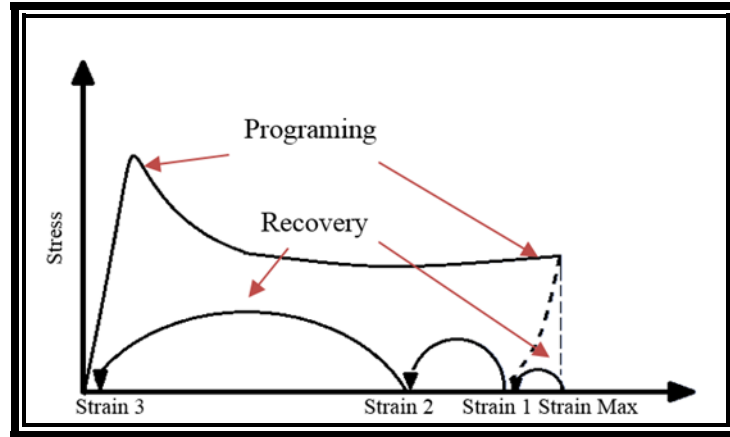 Programing
Recovery
Stress
Strain 3
Strain 2
Strain 1
Strain Max